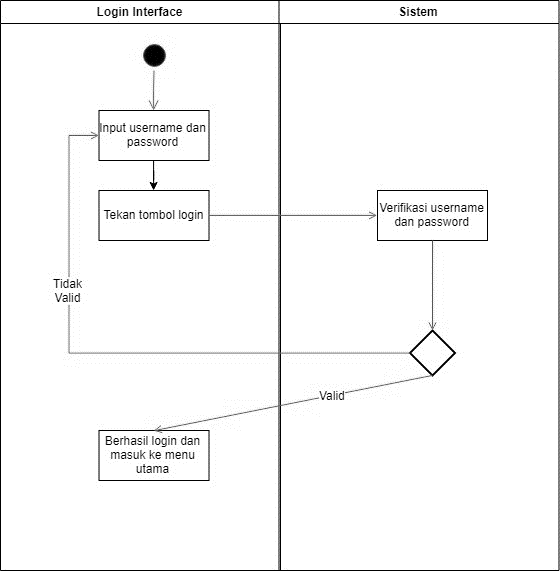 Login Interface
Sistem
Input username dan
password
Tekan tombol login
Verifikasi username
dan password
Tidak
Valid
Valid
Berhasil login dan
masuk ke menu
utama